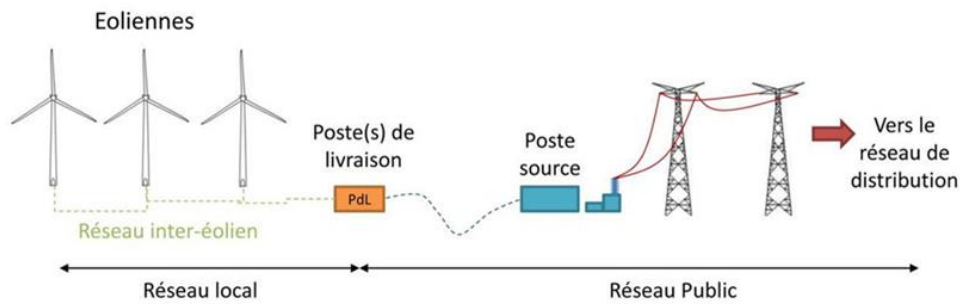 Eoliennes
Poste(s) de
livraison
Poste
source
Vers le
réseau de
distribution
PdL
Réseau inter-éolien
Réseau local
Réseau Public